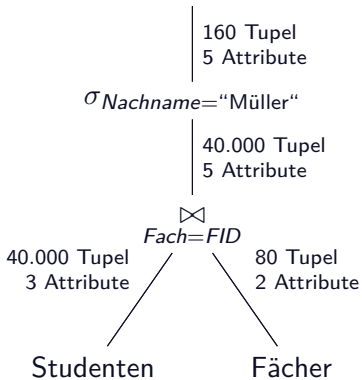 160 Tupel
5 Attribute
σNachname=“Müller“
40.000 Tupel
5 Attribute
⋈
Fach=FID
40.000 Tupel
3 Attribute
80 Tupel
2 Attribute
Studenten
Fächer